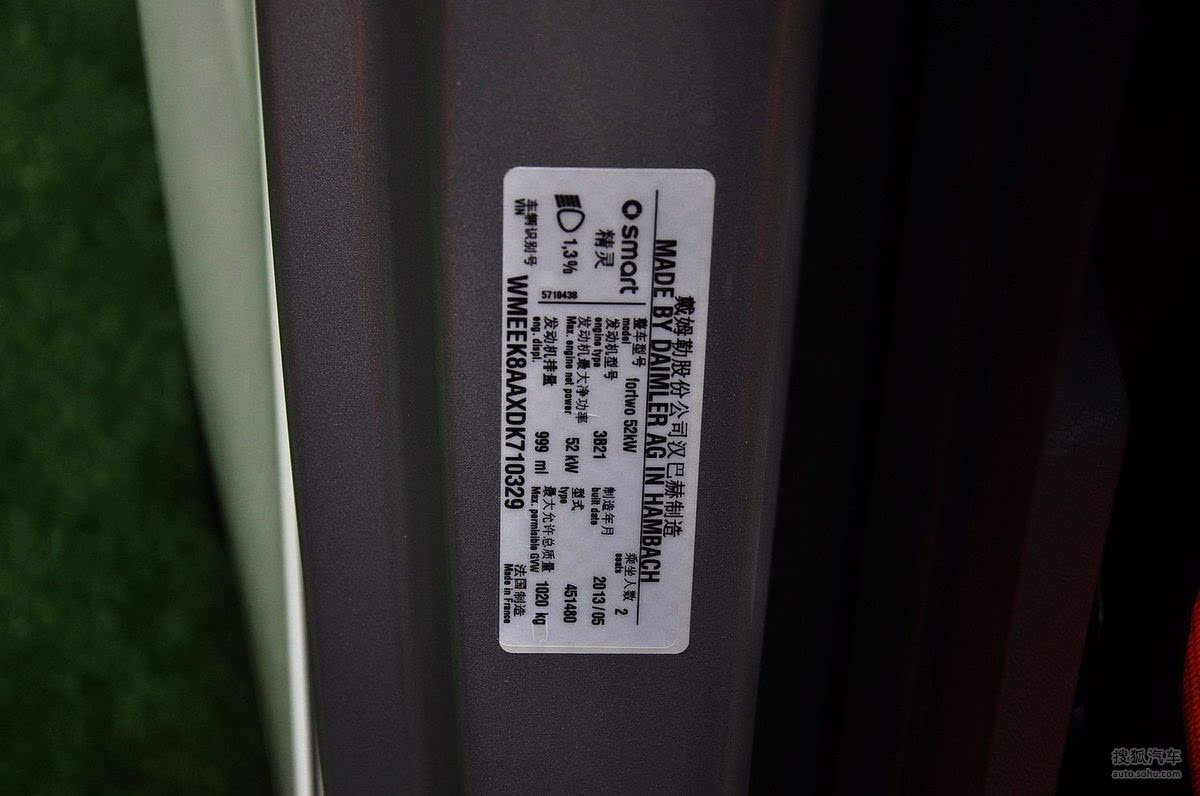 戴姆勒股份公司汉巴赫制造
MADE BY DAIMLER AG IN HAMBACH
smart
精灵
整车型号 fortwo 52kW 乘坐人数 2
model seats
发动机型号 3B21 制造年月 2013/05
engine type built date
发动机最大净功率 52 kW 型式 451480
Max. engine net power type
发动机排量 999 ml 最大允许总质量 1020 kg
eng. displ. Max. permisible GVW
1,3%
5718438
车辆识别号 WMEEK8AAXDK710329 法国制造
VIN Made in France
搜狐汽车
auto.sohu.com